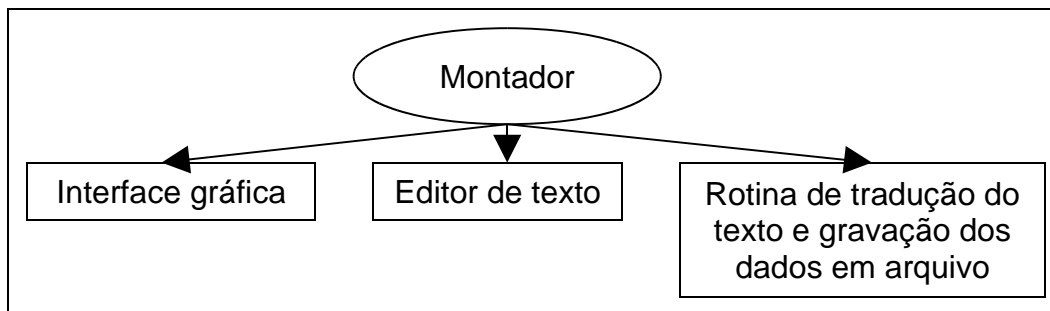 Montador
Interface gráfica
Editor de texto
Rotina de tradução do
texto e gravação dos
dados em arquivo